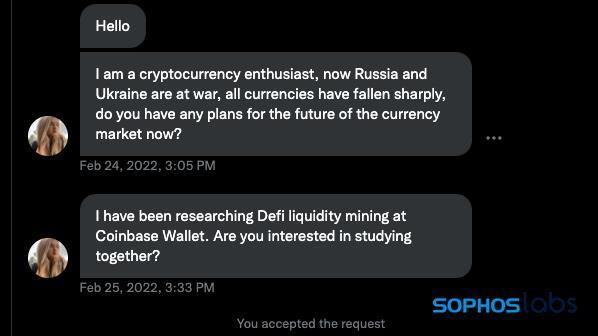 Hello
I am a cryptocurrency enthusiast, now Russia and
Ukraine are at war, all currencies have fallen sharply,
do you have any plans for the future of the currency
market now?
Feb 24, 2022, 3:05 PM
I have been researching Defi liquidity mining at
Coinbase Wallet. Are you interested in studying
together?
Feb 25, 2022, 3:33 PM
SOPHOSlabs
You accepted the request